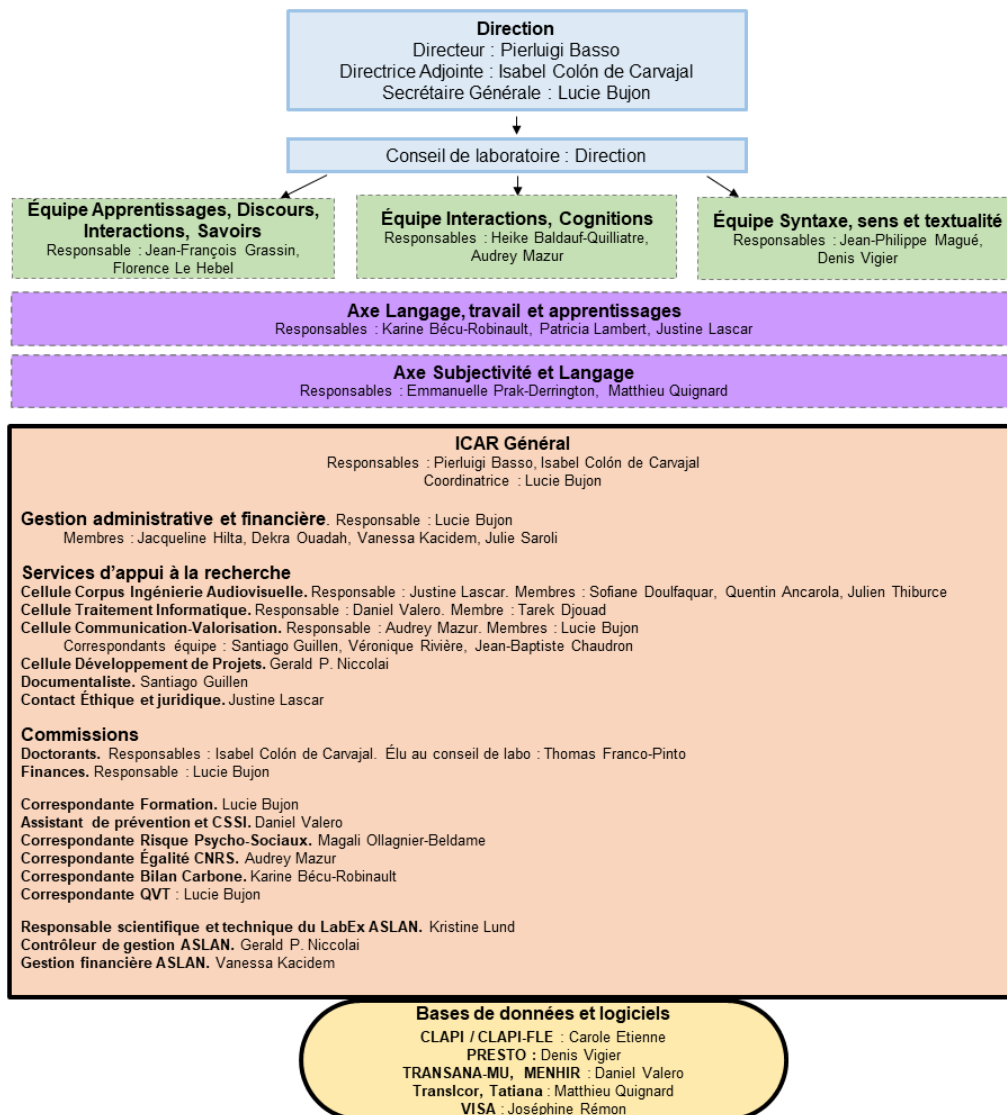 Direction
Directeur : Pierluigi Basso
Directrice Adjointe : Isabel Colón de Carvajal
Secrétaire Générale : Lucie Bujon
Conseil de laboratoire : Direction
Équipe Apprentissages, Discours,
Interactions, Savoirs
Responsable : Jean-François Grassin,
Florence Le Hebel
Équipe Interactions, Cognitions
Responsables : Heike Baldauf-Quilliatre,
Audrey Mazur
Équipe Syntaxe, sens et textualité
Responsables : Jean-Philippe Magué,
Denis Vigier
Axe Langage, travail et apprentissages
Responsables : Karine Bécu-Robinault, Patricia Lambert, Justine Lascar
Axe Subjectivité et Langage
Responsables : Emmanuelle Prak-Derrington, Matthieu Quignard
ICAR Général
Responsables : Pierluigi Basso, Isabel Colón de Carvajal
Coordinatrice : Lucie Bujon
Gestion administrative et financière. Responsable : Lucie Bujon
Membres : Jacqueline Hilta, Dekra Ouadah, Vanessa Kacidem, Julie Saroli
Services d'appui à la recherche
Cellule Corpus Ingénierie Audiovisuelle. Responsable : Justine Lascar. Membres : Sofiane Doulfaquar, Quentin Ancarola, Julien Thiburce
Cellule Traitement Informatique. Responsable : Daniel Valero. Membre : Tarek Djouad
Cellule Communication-Valorisation. Responsable : Audrey Mazur. Membres : Lucie Bujon
Correspondants équipe : Santiago Guillen, Véronique Rivière, Jean-Baptiste Chaudron
Cellule Développement de Projets. Gerald P. Niccolai
Documentaliste. Santiago Guillen
Contact Éthique et juridique. Justine Lascar
Commissions
Doctorants. Responsables : Isabel Colón de Carvajal. Élu au conseil de labo : Thomas Franco-Pinto
Finances. Responsable : Lucie Bujon
Correspondante Formation. Lucie Bujon
Assistant de prévention et CSSI. Daniel Valero
Correspondante Risque Psycho-Sociaux. Magali Ollagnier-Beldame
Correspondante Égalité CNRS. Audrey Mazur
Correspondante Bilan Carbone. Karine Bécu-Robinault
Correspondante QVT : Lucie Bujon
Responsable scientifique et technique du LabEx ASLAN. Kristine Lund
Contrôleur de gestion ASLAN. Gerald P. Niccolai
Gestion financière ASLAN. Vanessa Kacidem
Bases de données et logiciels
CLAPI / CLAPI-FLE : Carole Etienne
PRESTO : Denis Vigier
TRANSANA-MU, MENHIR : Daniel Valero
TransIcor, Tatiana : Matthieu Quignard
VISA : Joséphine Rémon